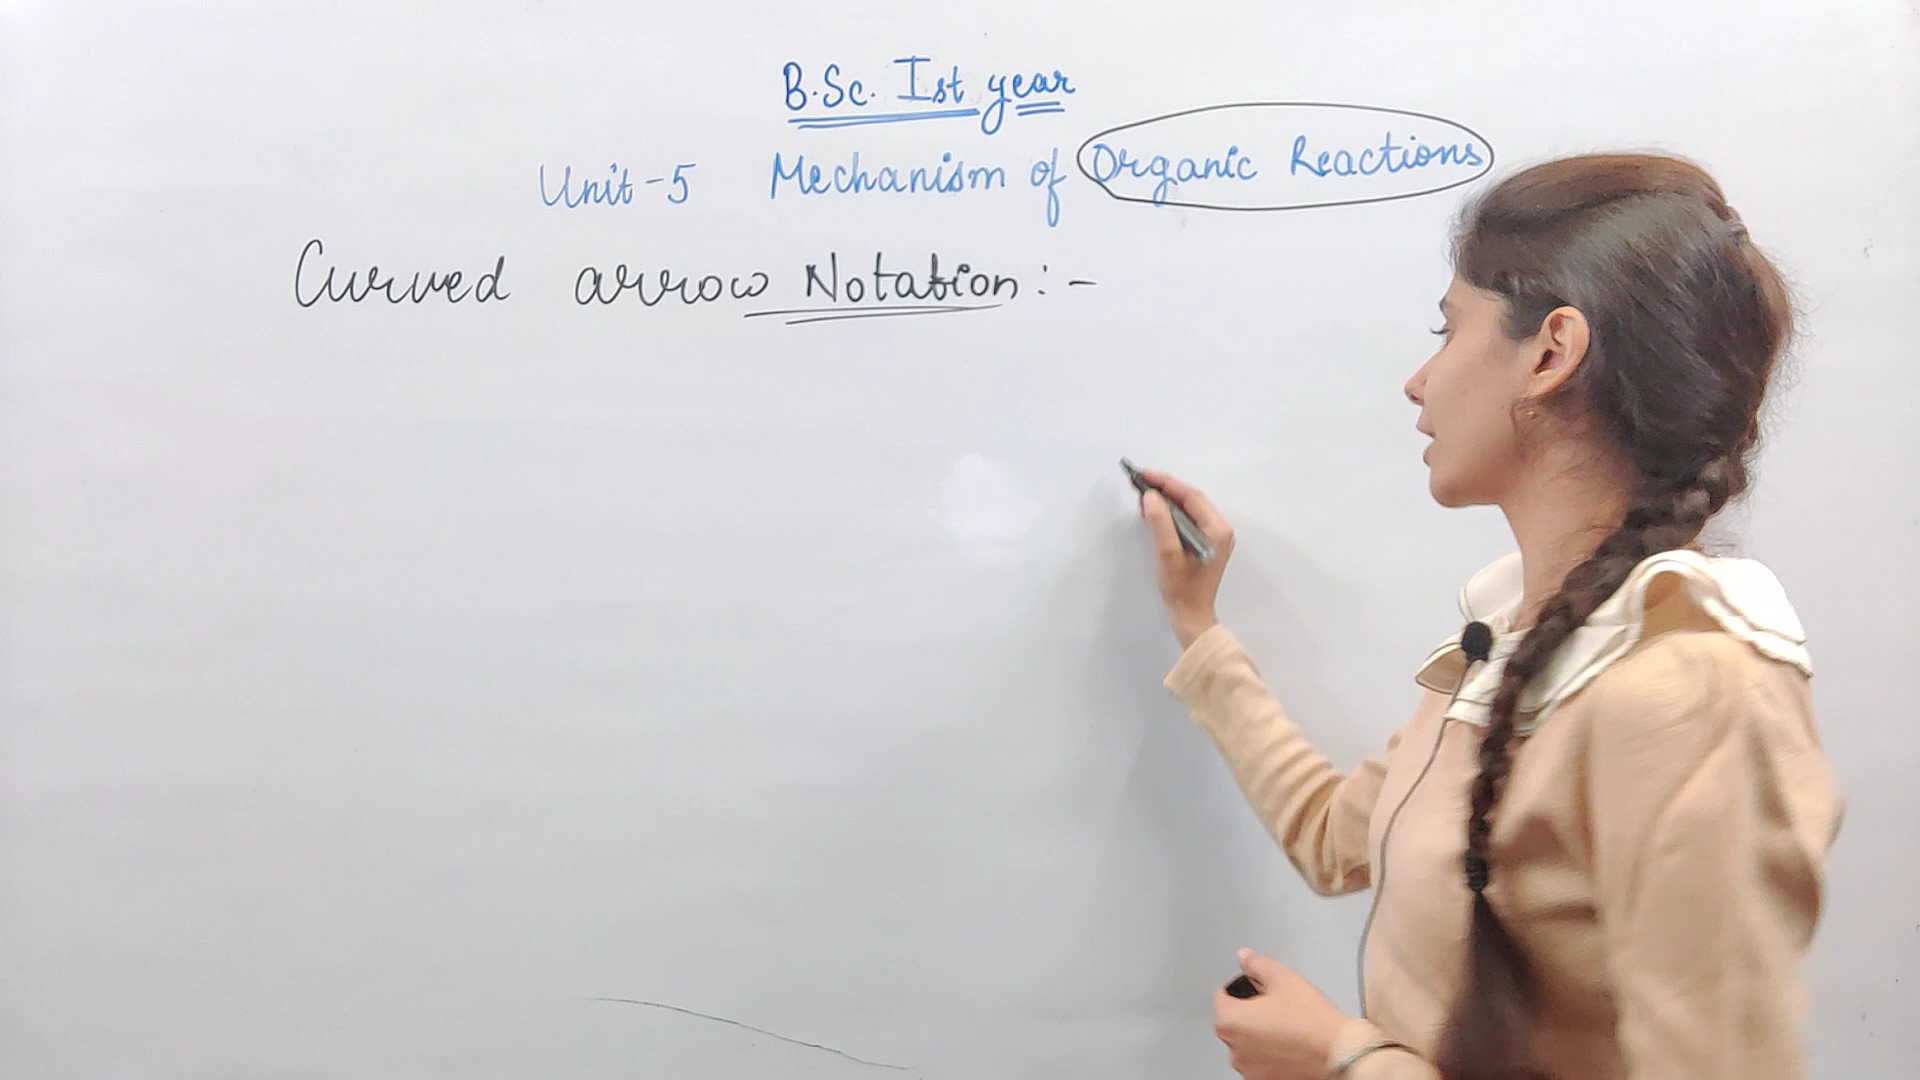 B.Sc. Ist year
Unit-5 Mechanism of Organic Reactions
Curved arrow Notation :-